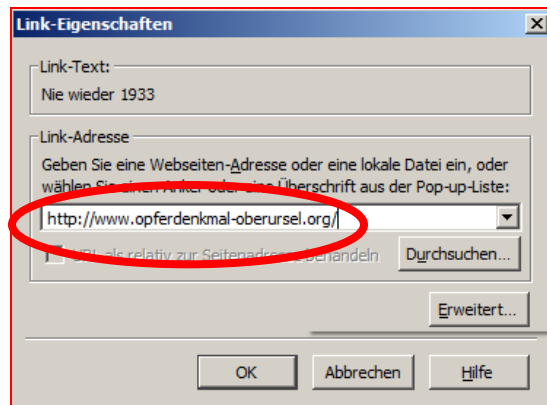 Link-Eigenschaften
Link-Text:
Nie wieder 1933
Link-Adresse
Geben Sie eine Webseiten-Adresse oder eine lokale Datei ein, oder
wählen Sie einen Anker oder eine Überschrift aus der Pop-up-Liste:
http://www.opferdenkmal-oberursel.org/
URL als relativ zur Seitenadresse behandeln
Durchsuchen...
Erweitert...
OK
Abbrechen
Hilfe